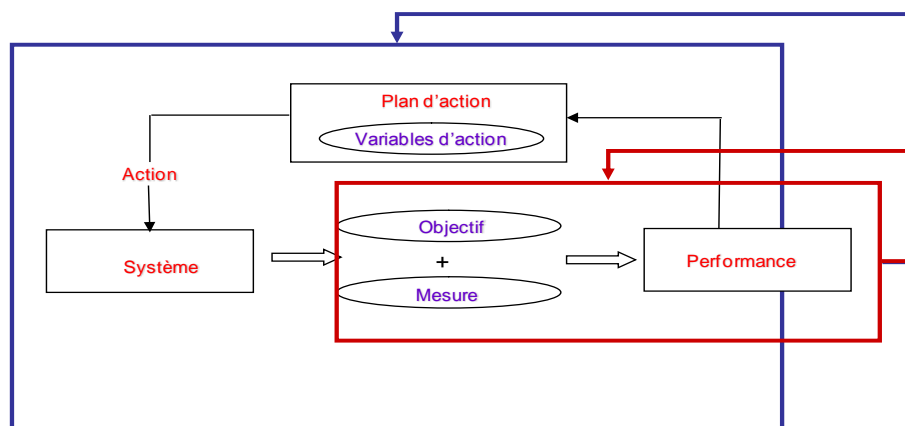 Plan d'action
Variables d'action
Action
Objectif
Système
+
Performance
Mesure